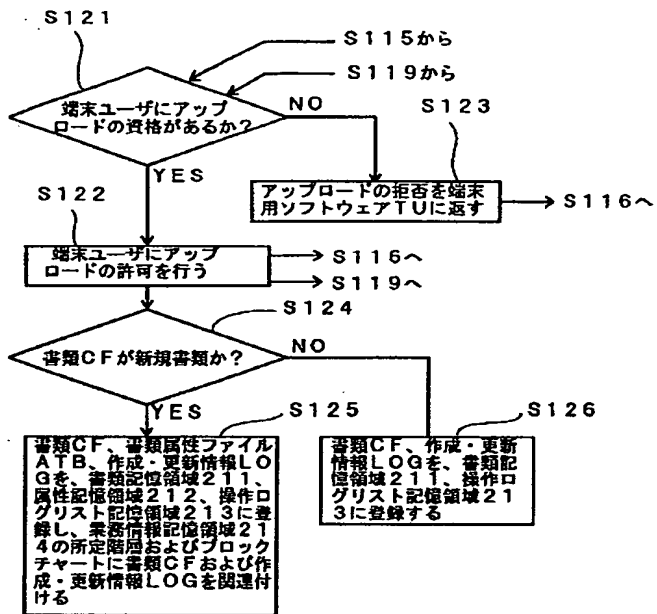 S121
S115から
S119から
端末ユーザにアップ
ロードの資格があるか?
NO
S123
YES
S122
アップロードの拒否を端末
用ソフトウェアTUに返す
S116へ
端末ユーザにアップ
ロードの許可を行う
S116へ
S119へ
S124
書類CFが新規書類か?
NO
YES
S125
S126
書類CF、書類属性ファイル
ATB、作成・更新情報LO
Gを、書類記憶領域211、
属性記憶領域212、操作ロ
グリスト記憶領域213に登
録し、業務情報記憶領域21
4の所定階層およびブロック
チャートに書類CFおよび作
成・更新情報LOGを関連付
ける
書類CF、作成・更新
情報LOGを、書類記
憶領域211、操作ロ
グリスト記憶領域21
3に登録する